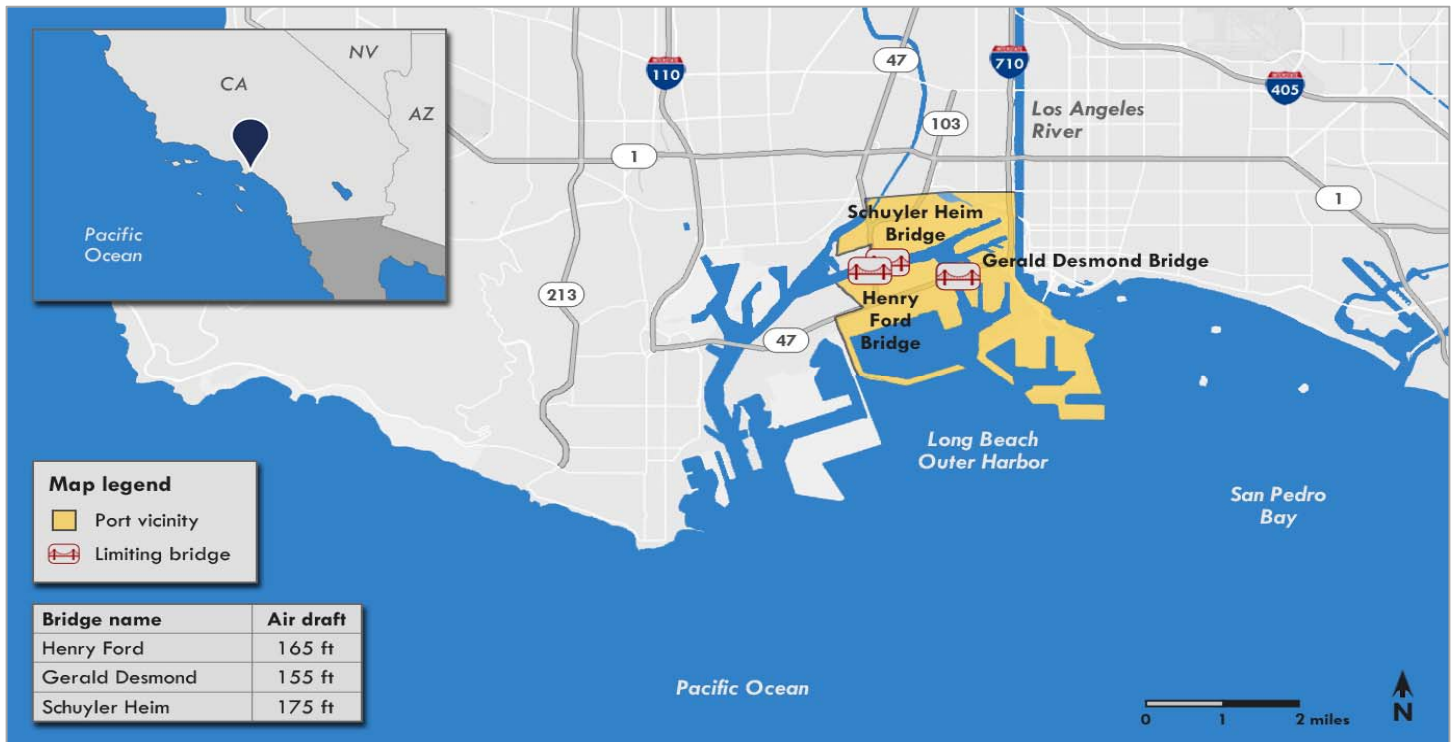 NV
CA
AZ
Pacific
Ocean
INTERSTATE
110
47
INTERSTATE
710
INTERSTATE
405
Los Angeles
River
103
1
1
Schuyler Heim
Bridge
Gerald Desmond Bridge
213
Henry
Ford
Bridge
47
Long Beach
Outer Harbor
San Pedro
Bay
Map legend
Port vicinity
Limiting bridge
Bridge name Air draft
Henry Ford 165 ft
Gerald Desmond 155 ft
Schuyler Heim 175 ft
Pacific Ocean
0 1 2 miles
N